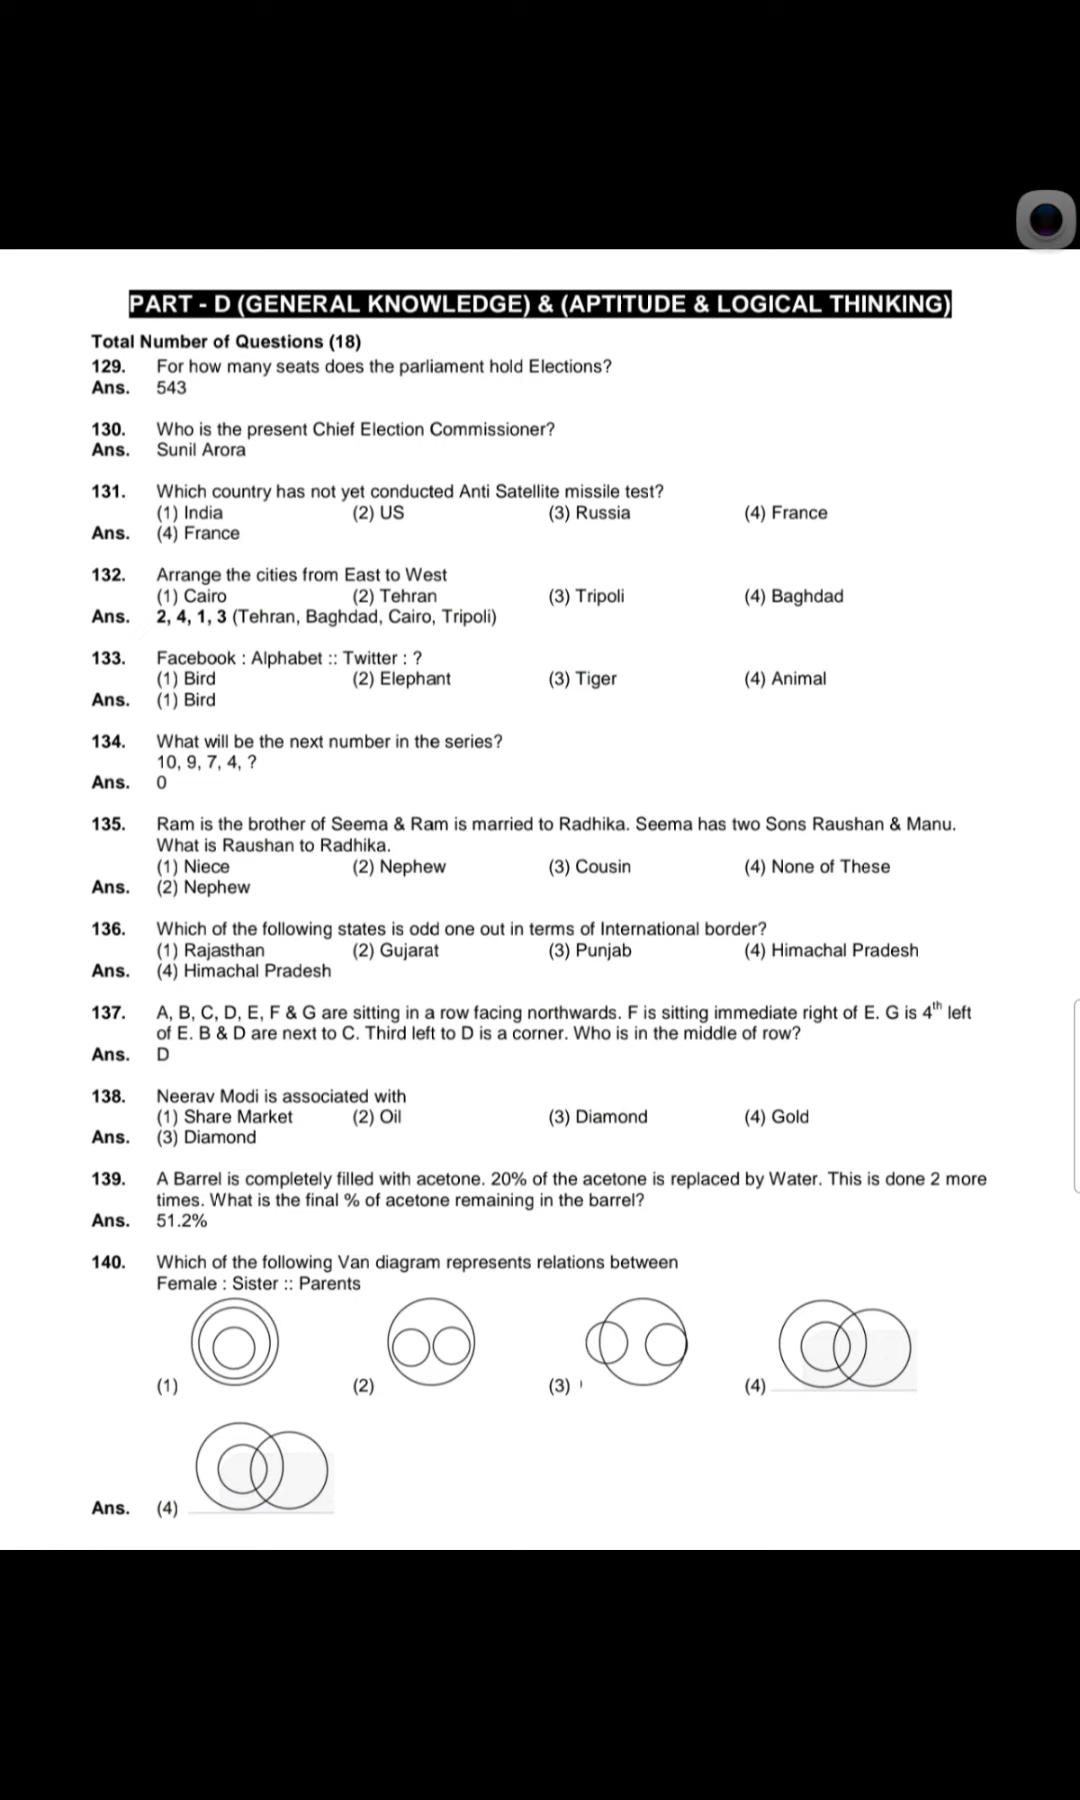 PART - D (GENERAL KNOWLEDGE) & (APTITUDE & LOGICAL THINKING)
Total Number of Questions (18)
129. For how many seats does the parliament hold Elections?
Ans. 543
130. Who is the present Chief Election Commissioner?
Ans. Sunil Arora
131. Which country has not yet conducted Anti Satellite missile test?
(1) India (2) US (3) Russia (4) France
Ans. (4) France
132. Arrange the cities from East to West
(1) Cairo (2) Tehran (3) Tripoli (4) Baghdad
Ans. 2, 4, 1, 3 (Tehran, Baghdad, Cairo, Tripoli)
133. Facebook : Alphabet :: Twitter : ?
(1) Bird (2) Elephant (3) Tiger (4) Animal
Ans. (1) Bird
134. What will be the next number in the series?
10, 9, 7, 4, ?
Ans. 0
135. Ram is the brother of Seema & Ram is married to Radhika. Seema has two Sons Raushan & Manu.
What is Raushan to Radhika.
(1) Niece (2) Nephew (3) Cousin (4) None of These
Ans. (2) Nephew
136. Which of the following states is odd one out in terms of International border?
(1) Rajasthan (2) Gujarat (3) Punjab (4) Himachal Pradesh
Ans. (4) Himachal Pradesh
137. A, B, C, D, E, F & G are sitting in a row facing northwards. F is sitting immediate right of E. G is 4th left
of E. B & D are next to C. Third left to D is a corner. Who is in the middle of row?
Ans. D
138. Neerav Modi is associated with
(1) Share Market (2) Oil (3) Diamond (4) Gold
Ans. (3) Diamond
139. A Barrel is completely filled with acetone. 20% of the acetone is replaced by Water. This is done 2 more
times. What is the final % of acetone remaining in the barrel?
Ans. 51.2%
140. Which of the following Van diagram represents relations between
Female : Sister :: Parents
(1) (2) (3) (4)
Ans. (4)